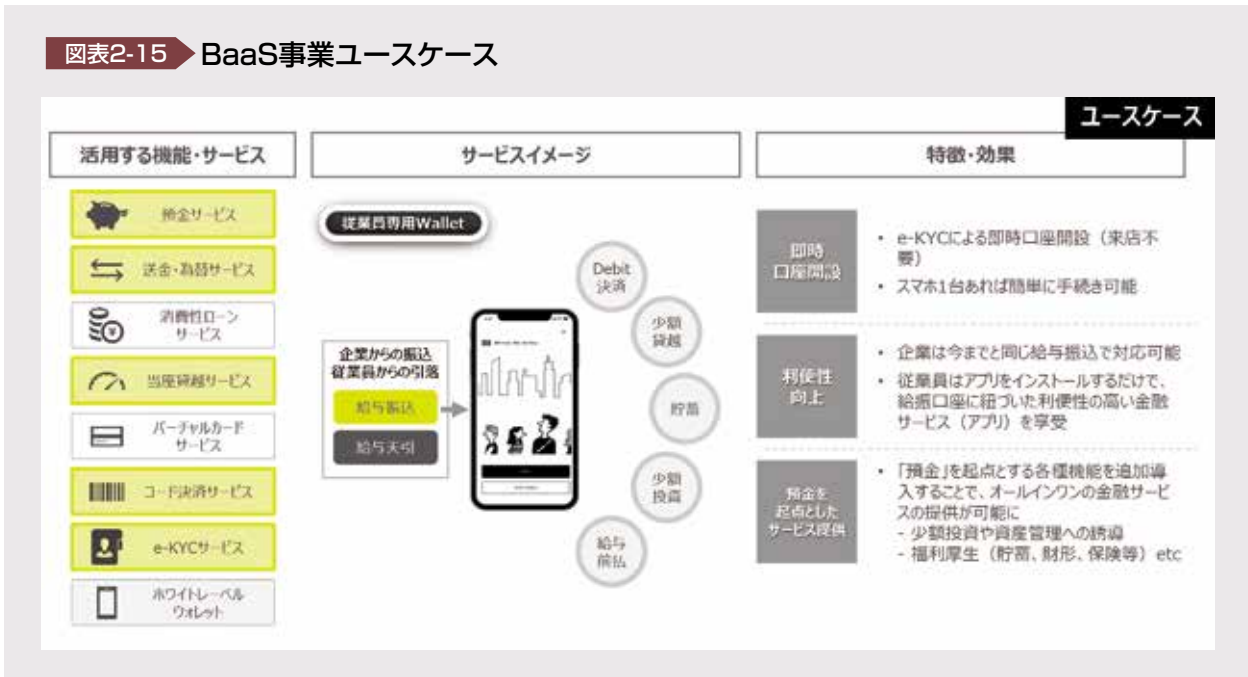 図表2-15
BaaS事業ユースケース
ユースケース
活用する機能・サービス
預金サービス
送金・為替サービス
消費性ローン
サービス
当座貸越サービス
バーチャルカード
サービス
コード決済サービス
e-KYCサービス
ホワイトレーベル
ウォレット
サービスイメージ
従業員専用Wallet
企業からの振込
従業員からの引落
給与振込
給与天引
Debit
決済
少額
貸越
貯蓄
少額
投資
給与
前払
特徴・効果
即時
口座開設
• e-KYCによる即時口座開設（来店不
要）
• スマホ1台あれば簡単に手続き可能
利便性
向上
• 企業は今までと同じ給与振込で対応可能
• 従業員はアプリをインストールするだけで、
給振口座に紐づいた利便性の高い金融
サービス（アプリ）を享受
預金を
起点とした
サービス提供
• 「預金」を起点とする各種機能を追加導
入することで、オールインワンの金融サービ
スの提供が可能に
- 少額投資や資産管理への誘導
- 福利厚生（貯蓄、財形、保険等）etc